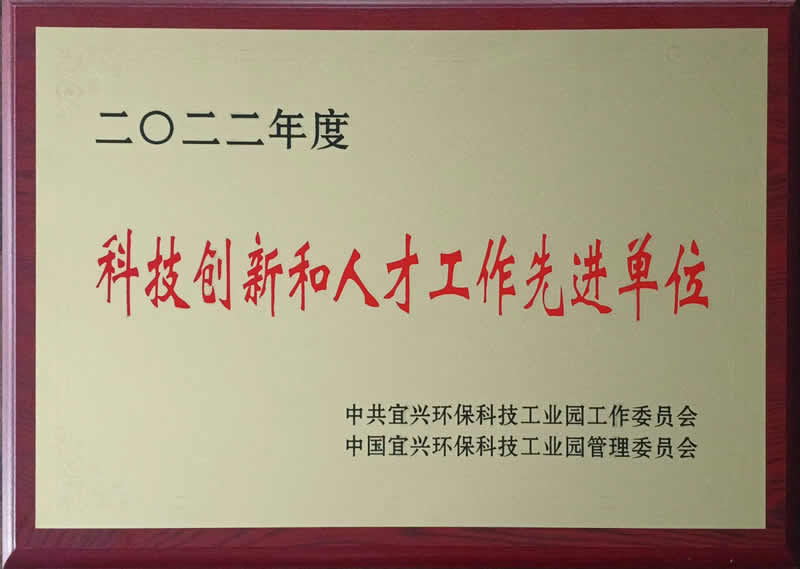 二〇二二年度
科技创新和人才工作先进单位
中共宜兴环保科技工业园工作委员会
中国宜兴环保科技工业园管理委员会